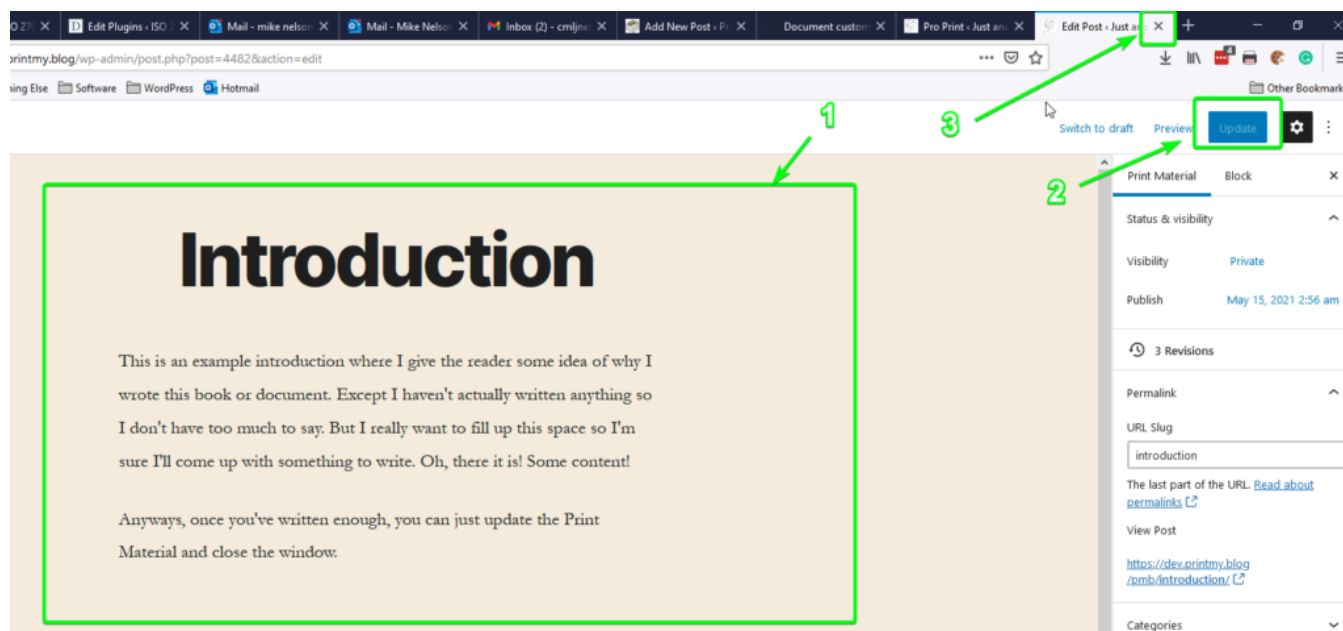 O 27(
Edit Plugins ‹ ISO 2
Mail - mike nelson
Mail - Mike Nelson
Inbox (2) - cmljne
Add New Post ‹ P
Document custom
Pro Print ‹ Just anc
Edit Post ‹ Just an
printmy.blog/wp-admin/post.php?post=4482&action=edit
4
ning Else
Software
WordPress
Hotmail
Other Bookmark
1
3
Switch to draft
Preview
Update
2
Print Material
Block
Status & visibility
Visibility
Private
Publish
May 15, 2021 2:56 am
3 Revisions
Permalink
URL Slug
introduction
The last part of the URL. Read about
permalinks
View Post
https://dev.printmy.blog
/pmb/introduction/
Categories
Introduction
This is an example introduction where I give the reader some idea of why I
wrote this book or document. Except I haven't actually written anything so
I don't have too much to say. But I really want to fill up this space so I'm
sure I'll come up with something to write. Oh, there it is! Some content!
Anyways, once you've written enough, you can just update the Print
Material and close the window.